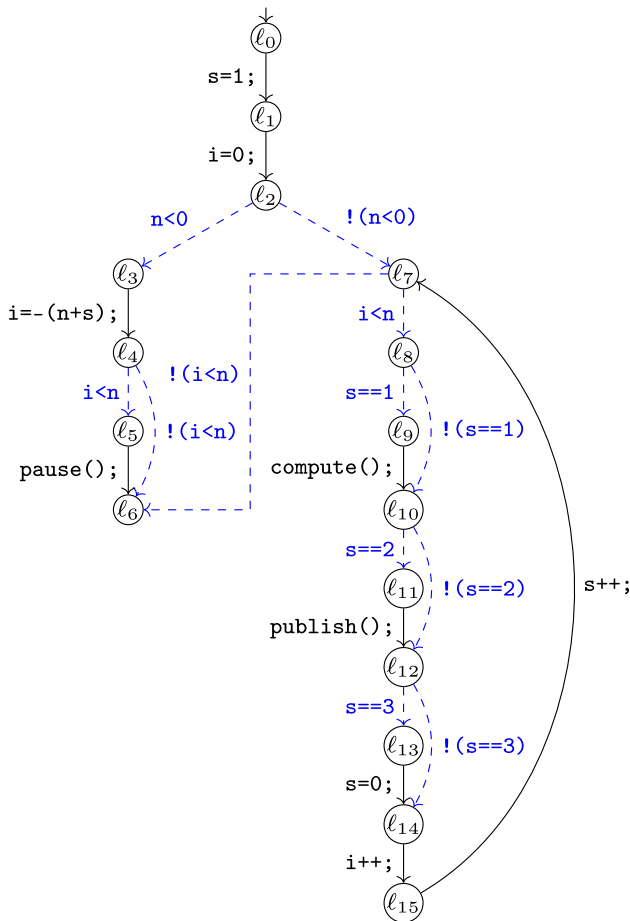 ℓ0
s=1;
ℓ1
i=0;
ℓ2
n<0
!(n<0)
ℓ3
ℓ7
i=-(n+s);
i<n
ℓ4
ℓ8
!(i<n)
i<n
s==1
!(i<n)
!(s==1)
ℓ5
ℓ9
pause();
compute();
ℓ6
ℓ10
s==2
ℓ11
!(s==2)
s++;
publish();
ℓ12
s==3
ℓ13
!(s==3)
s=0;
ℓ14
i++;
ℓ15